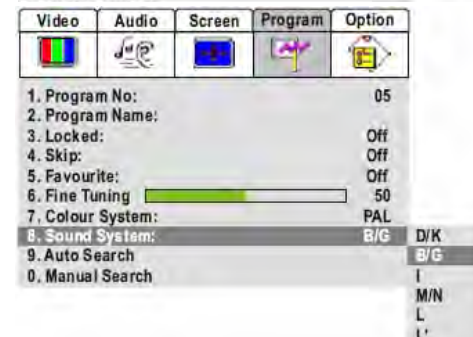 Video Audio Screen Program Option
1. Program No: 05
2. Program Name:
3. Locked: Off
4. Skip: Off
5. Favourite: Off
6. Fine Tuning 50
7. Colour System: PAL
8. Sound System: B/G D/K
9. Auto Search B/G
0. Manual Search I
M/N
L
L'